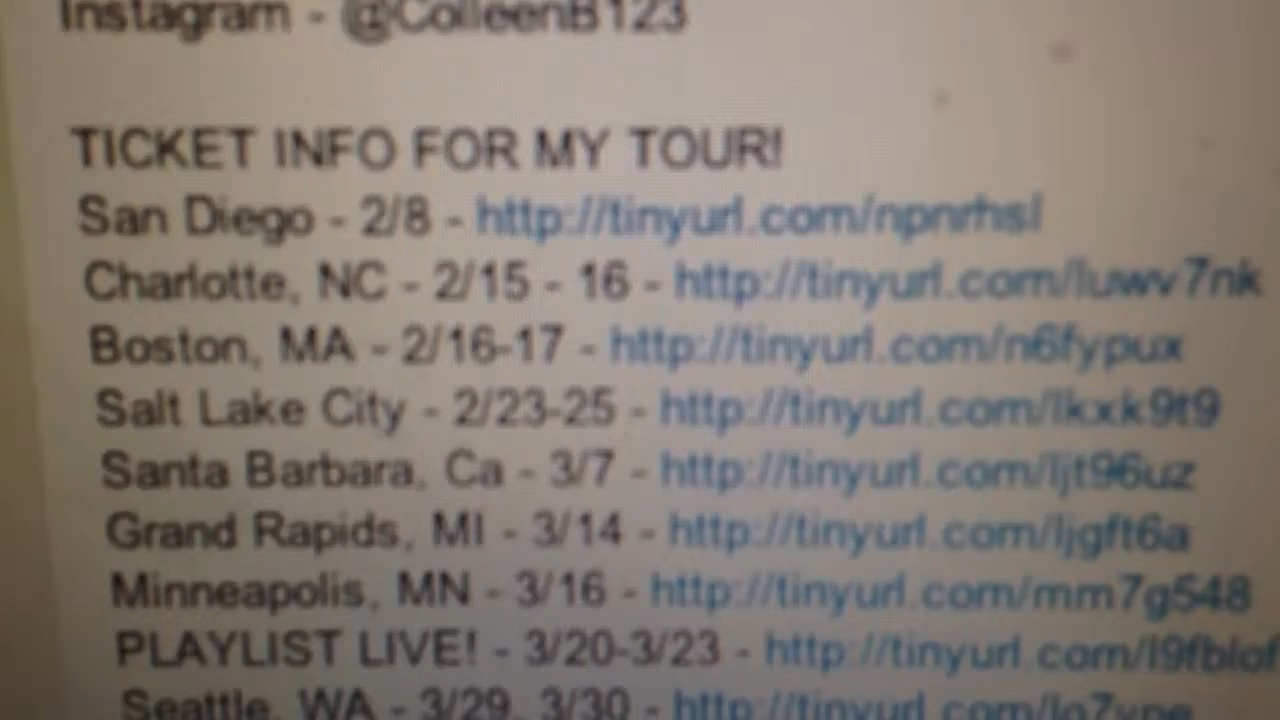 Instagram - @ColleenB123
TICKET INFO FOR MY TOUR!
San Diego - 2/8 - http://tinyurl.com/npnrhsl
Charlotte, NC - 2/15 - 16 - http://tinyurl.com/luwv7nk
Boston, MA - 2/16-17 - http://tinyurl.com/n6fypux
Salt Lake City - 2/23-25 - http://tinyurl.com/lkxk9t9
Santa Barbara, Ca - 3/7 - http://tinyurl.com/ljt96uz
Grand Rapids, MI - 3/14 - http://tinyurl.com/ljgft6a
Minneapolis, MN - 3/16 - http://tinyurl.com/mm7g548
PLAYLIST LIVE! - 3/20-3/23 - http://tinyurl.com/l9fblof
Seattle, WA - 3/29, 3/30 -